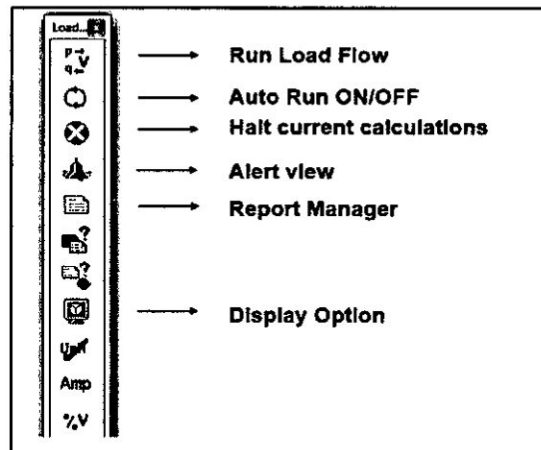 Load...
P
V
q
Run Load Flow
Auto Run ON/OFF
Halt current calculations
Alert view
Report Manager
?
?
Display Option
Amp
%V